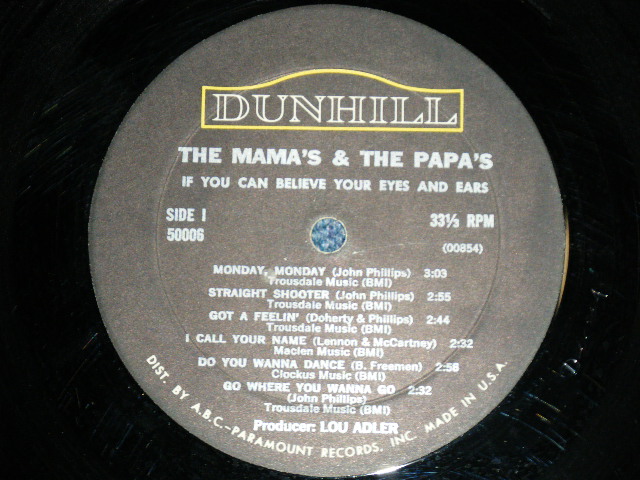 DUNHILL
THE MAMA'S & THE PAPA'S
IF YOU CAN BELIEVE YOUR EYES AND EARS
SIDE I
50006
33⅓ RPM
(00854)
MONDAY, MONDAY (John Phillips) 3:03
Trousdale Music (BMI)
STRAIGHT SHOOTER (John Phillips) 2:55
Trousdale Music (BMI)
GOT A FEELIN' (Doherty & Phillips) 2:44
Trousdale Music (BMI)
I CALL YOUR NAME (Lennon & McCartney) 2:32
Maclen Music (BMI)
DO YOU WANNA DANCE (B. Freemen) 2:58
Clockus Music (BMI)
GO WHERE YOU WANNA GO 2:32
(John Phillips)
Trousdale Music (BMI)
Producer: LOU ADLER
DIST. BY A.B.C.-PARAMOUNT RECORDS, INC. MADE IN U.S.A.